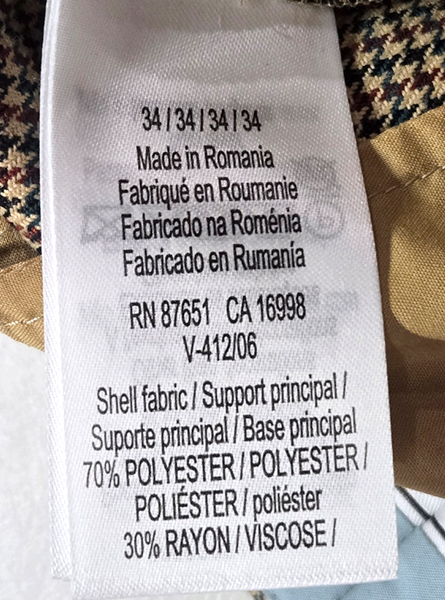 34 / 34 / 34 / 34
Made in Romania
Fabriqué en Roumanie
Fabricado na Roménia
Fabricado en Rumanía
RN 87651 CA 16998
V-412/06
Shell fabric / Support principal /
Suporte principal / Base principal
70% POLYESTER / POLYESTER /
POLIÉSTER / poliéster
30% RAYON / VISCOSE /